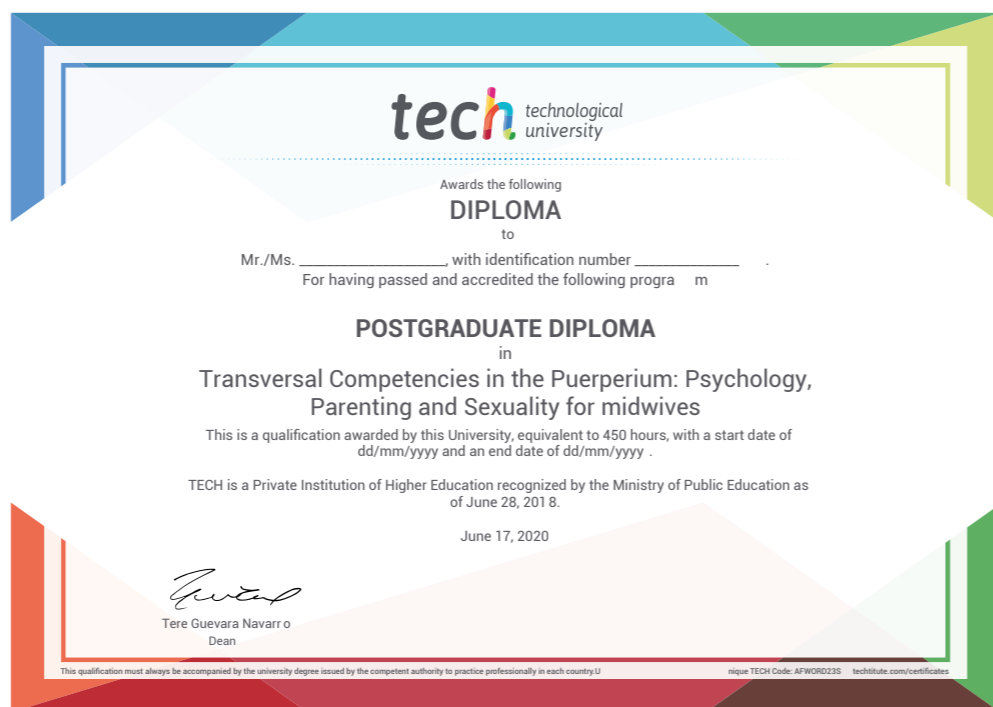 tech technological
university
Awards the following
DIPLOMA
to
Mr./Ms. ____________________, with identification number ______________ .
For having passed and accredited the following progra m
POSTGRADUATE DIPLOMA
in
Transversal Competencies in the Puerperium: Psychology,
Parenting and Sexuality for midwives
This is a qualification awarded by this University, equivalent to 450 hours, with a start date of
dd/mm/yyyy and an end date of dd/mm/yyyy .
TECH is a Private Institution of Higher Education recognized by the Ministry of Public Education as
of June 28, 201 8.
June 17, 2020
Tere Guevara Navarr o
Dean
This qualification must always be accompanied by the university degree issued by the competent authority to practice professionally in each country.U nique TECH Code: AFWORD23S techtitute.com/certificates